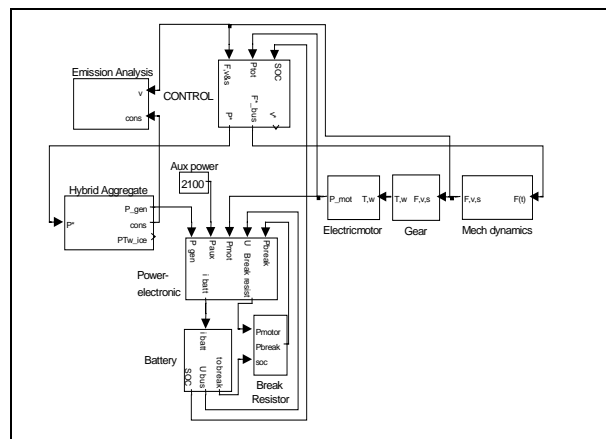 Emission Analysis
v
cons
F,v&s
Ptot
SOC
CONTROL
P*
F*_bus
v*
Aux power
2100
Hybrid Aggregate
P*
P_gen
cons
PTw_ice
P_mot
T,w
Electricmotor
T,w
F,v,s
Gear
F,v,s
F(t)
Mech dynamics
P_gen
Paux
Pmot
U Break resist
Pbreak
i batt
Power-
electronic
i batt
SOC
U bus
to break
Battery
Pmotor
Pbreak
soc
Break
Resistor